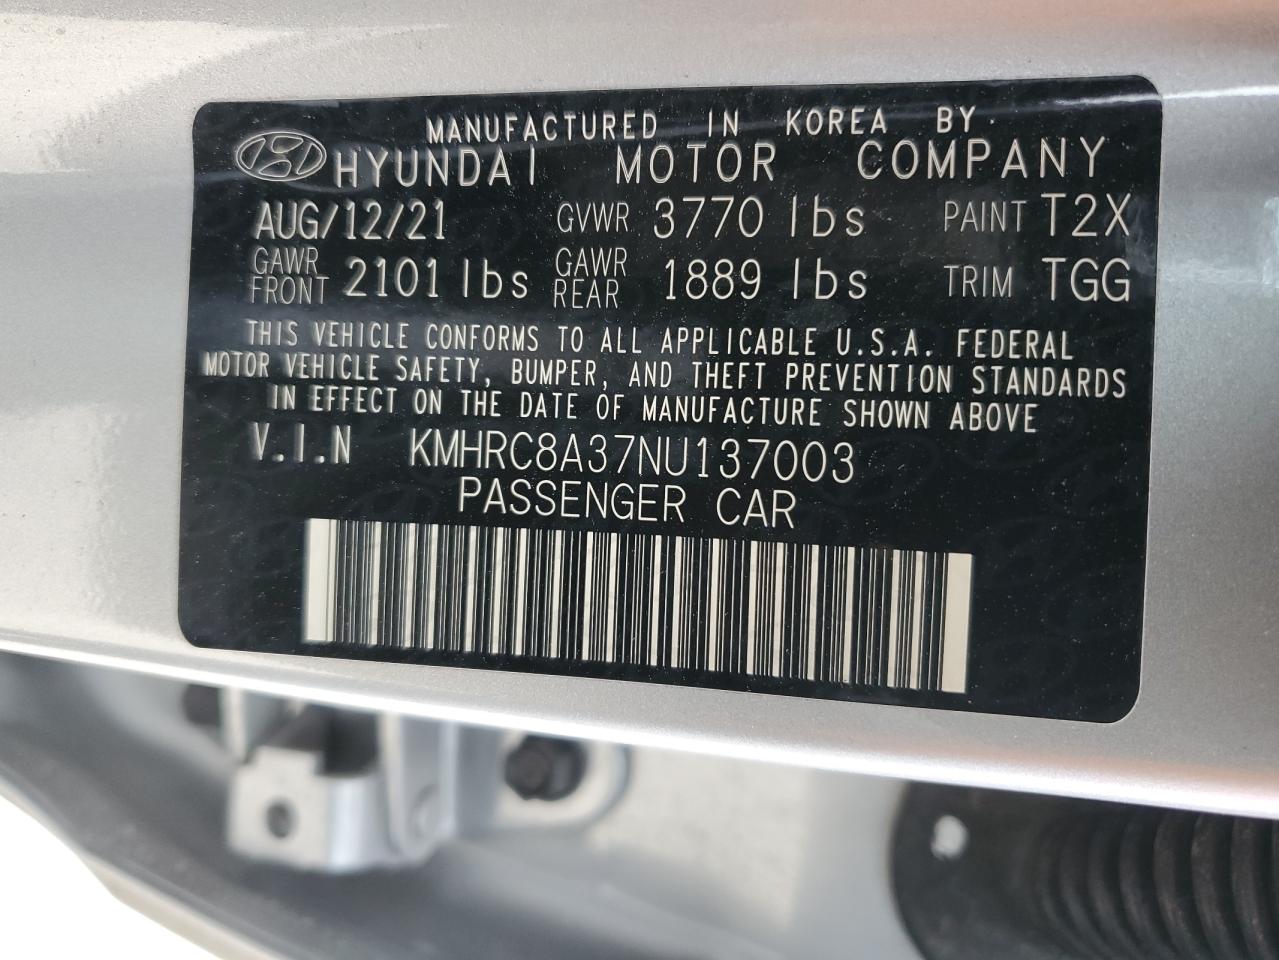 MANUFACTURED IN KOREA BY
HYUNDAI MOTOR COMPANY
AUG/12/21 GVWR 3770 lbs PAINT T2X
GAWR FRONT 2101 lbs GAWR REAR 1889 lbs TRIM TGG
THIS VEHICLE CONFORMS TO ALL APPLICABLE U.S.A. FEDERAL
MOTOR VEHICLE SAFETY, BUMPER, AND THEFT PREVENTION STANDARDS
IN EFFECT ON THE DATE OF MANUFACTURE SHOWN ABOVE
V.I.N KMHRC8A37NU137003
PASSENGER CAR